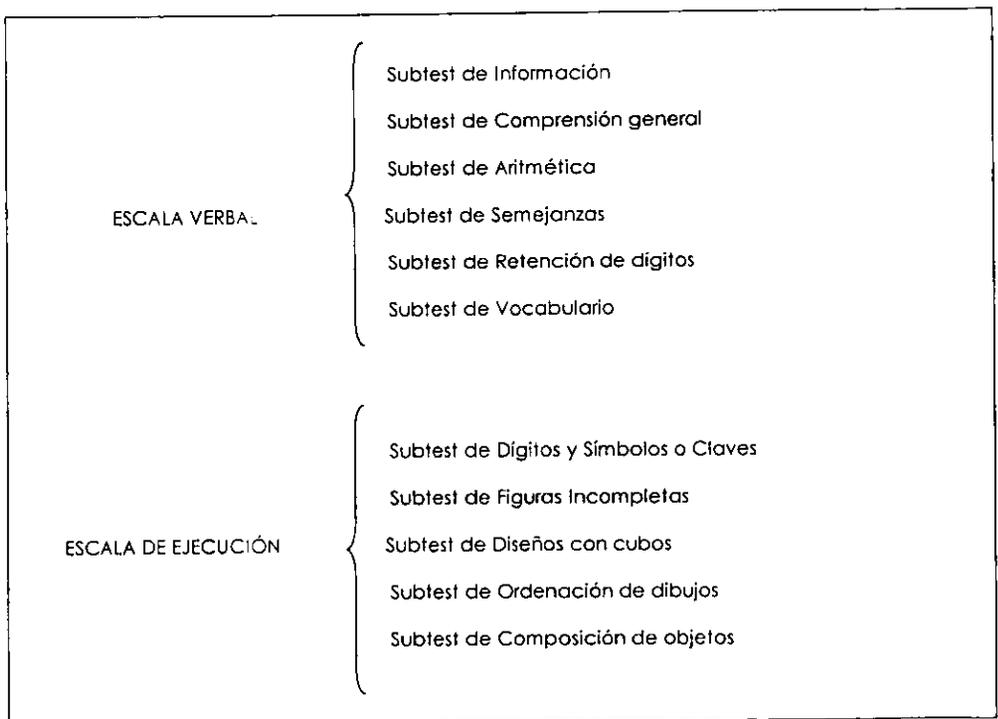 Subtest de Información
Subtest de Comprensión general
Subtest de Aritmética
ESCALA VERBAL
Subtest de Semejanzas
Subtest de Retención de dígitos
Subtest de Vocabulario
Subtest de Dígitos y Símbolos o Claves
Subtest de Figuras Incompletas
ESCALA DE EJECUCIÓN
Subtest de Diseños con cubos
Subtest de Ordenación de dibujos
Subtest de Composición de objetos